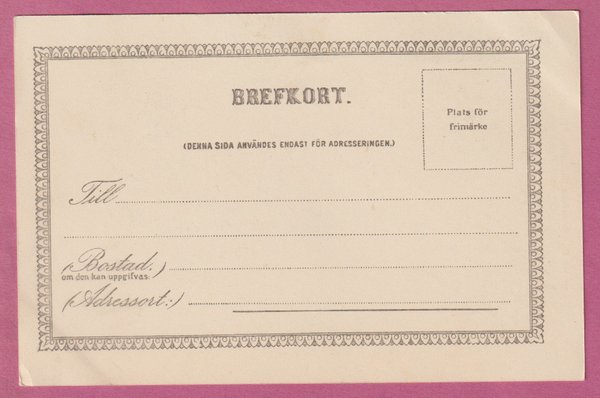 BREFKORT.
Plats för
frimärke
(DENNA SIDA ANVÄNDES ENDAST FÖR ADRESSERINGEN.)
Till
(Bostad.)
om den kan uppgifvas.
(Adressort:)